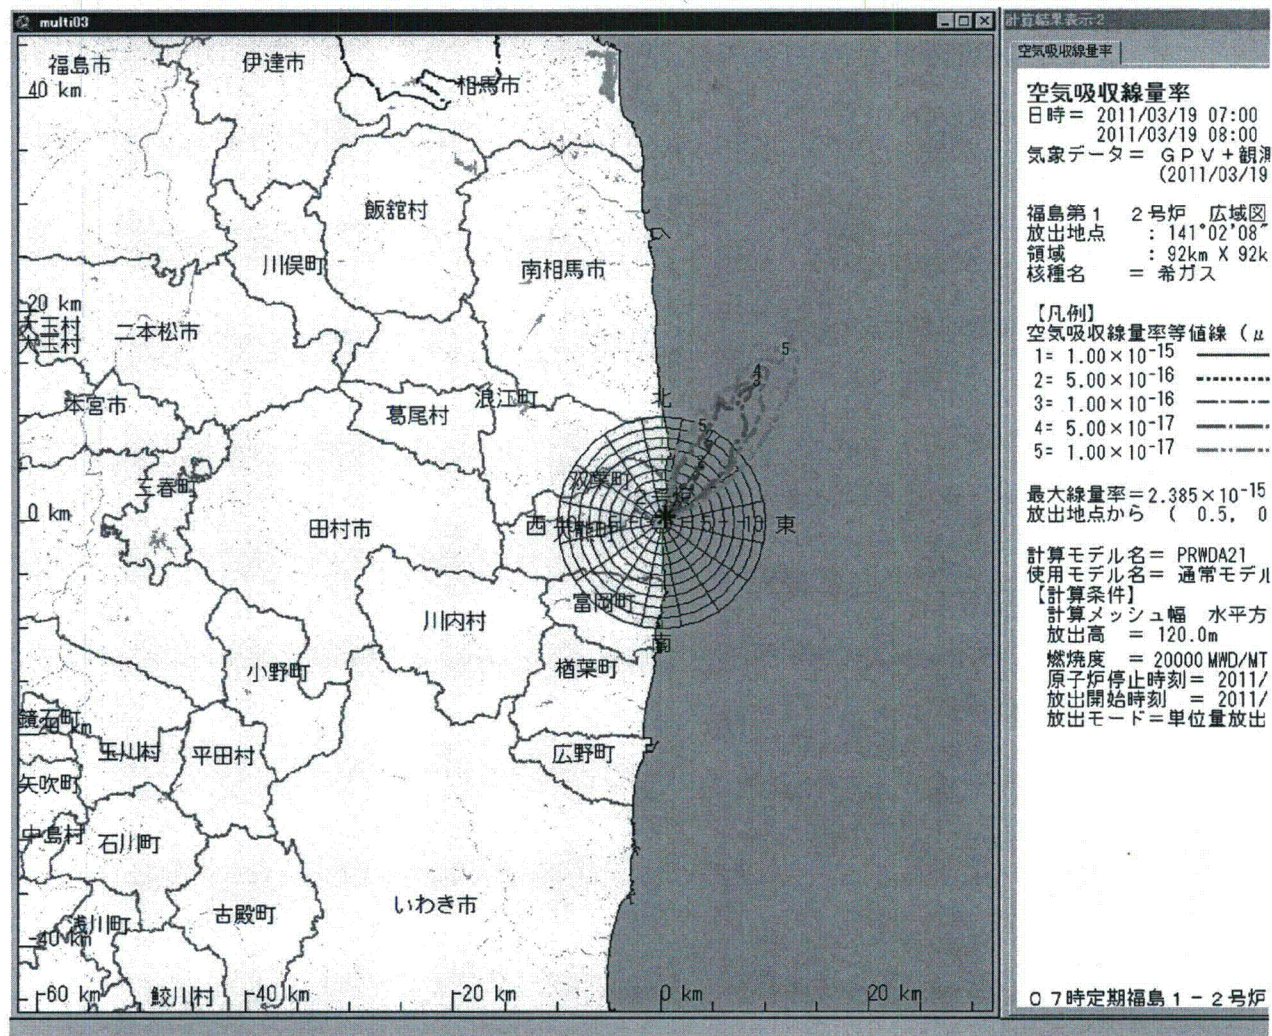 multi03
福島市
伊達市
相馬市
40 km
飯舘村
川俣町
南相馬市
20 km
大玉村
二本松市
大玉村
5
4
3
本宮市
葛尾村
浪江町
北
5
双葉町
三春町
2号炉
0 km
田村市
西
東
富岡町
川内村
南
小野町
楢葉町
鏡石町
玉川村
平田村
広野町
矢吹町
中島村
石川町
いわき市
古殿町
浅川町
-40 km
-60 km
鮫川村
-40 km
-20 km
0 km
20 km
計算結果表示-2
空気吸収線量率
空気吸収線量率
日時＝ 2011/03/19 07:00
2011/03/19 08:00
気象データ＝ ＧＰＶ＋観測
(2011/03/19
福島第１ ２号炉 広域図
放出地点 : 141°02'08"
領域 : 92km X 92k
核種名 ＝ 希ガス
【凡例】
空気吸収線量率等値線（μ
1= 1.00×10⁻¹⁵
2= 5.00×10⁻¹⁶
3= 1.00×10⁻¹⁶
4= 5.00×10⁻¹⁷
5= 1.00×10⁻¹⁷
最大線量率＝2.385×10⁻¹⁵
放出地点から （ 0.5, 0
計算モデル名＝ PRWDA21
使用モデル名＝ 通常モデル
【計算条件】
計算メッシュ幅 水平方
放出高 ＝ 120.0m
燃焼度 ＝ 20000MWD/MT
原子炉停止時刻＝ 2011/
放出開始時刻 ＝ 2011/
放出モード＝単位量放出
０７時定期福島１－２号炉